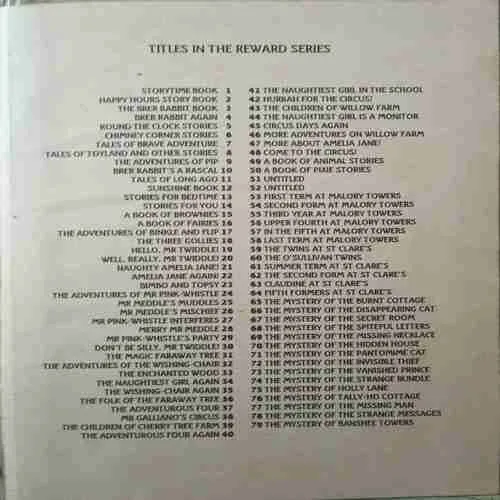 TITLES IN THE REWARD SERIES
STORYTIME BOOK 1
HAPPY HOURS STORY BOOK 2
THE BRER RABBIT BOOK 3
BRER RABBIT AGAIN 4
ROUND THE CLOCK STORIES 5
CHIMNEY CORNER STORIES 6
TALES OF BRAVE ADVENTURE 7
TALES OF TOYLAND AND OTHER STORIES 8
THE ADVENTURES OF PIP 9
BRER RABBIT'S A RASCAL 10
TALES OF LONG AGO 11
SUNSHINE BOOK 12
STORIES FOR BEDTIME 13
STORIES FOR YOU 14
A BOOK OF BROWNIES 15
A BOOK OF FAIRIES 16
THE ADVENTURES OF BINKLE AND FLIP 17
THE THREE GOLLIES 18
HELLO, MR TWIDDLE! 19
WELL, REALLY, MR TWIDDLE! 20
NAUGHTY AMELIA JANE! 21
AMELIA JANE AGAIN! 22
BIMBO AND TOPSY 23
THE ADVENTURES OF MR PINK-WHISTLE 24
MR MEDDLE'S MUDDLES 25
MR MEDDLE'S MISCHIEF 26
MR PINK-WHISTLE INTERFERES 27
MERRY MR MEDDLE 28
MR PINK-WHISTLE'S PARTY 29
DON'T BE SILLY, MR TWIDDLE! 30
THE MAGIC FARAWAY TREE 31
THE ADVENTURES OF THE WISHING-CHAIR 32
THE ENCHANTED WOOD 33
THE NAUGHTIEST GIRL AGAIN 34
THE WISHING-CHAIR AGAIN 35
THE FOLK OF THE FARAWAY TREE 36
THE ADVENTUROUS FOUR 37
MR GALLIANO'S CIRCUS 38
THE CHILDREN OF CHERRY TREE FARM 39
THE ADVENTUROUS FOUR AGAIN 40
41 THE NAUGHTIEST GIRL IN THE SCHOOL
42 HURRAH FOR THE CIRCUS!
43 THE CHILDREN OF WILLOW FARM
44 THE NAUGHTIEST GIRL IS A MONITOR
45 CIRCUS DAYS AGAIN
46 MORE ADVENTURES ON WILLOW FARM
47 MORE ABOUT AMELIA JANE!
48 COME TO THE CIRCUS!
49 A BOOK OF ANIMAL STORIES
50 A BOOK OF PIXIE STORIES
51 UNTITLED
52 UNTITLED
53 FIRST TERM AT MALORY TOWERS
54 SECOND FORM AT MALORY TOWERS
55 THIRD YEAR AT MALORY TOWERS
56 UPPER FOURTH AT MALORY TOWERS
57 IN THE FIFTH AT MALORY TOWERS
58 LAST TERM AT MALORY TOWERS
59 THE TWINS AT ST CLARE'S
60 THE O'SULLIVAN TWINS
61 SUMMER TERM AT ST CLARE'S
62 THE SECOND FORM AT ST CLARE'S
63 CLAUDINE AT ST CLARE'S
64 FIFTH FORMERS AT ST CLARE'S
65 THE MYSTERY OF THE BURNT COTTAGE
66 THE MYSTERY OF THE DISAPPEARING CAT
67 THE MYSTERY OF THE SECRET ROOM
68 THE MYSTERY OF THE SPITEFUL LETTERS
69 THE MYSTERY OF THE MISSING NECKLACE
70 THE MYSTERY OF THE HIDDEN HOUSE
71 THE MYSTERY OF THE PANTOMIME CAT
72 THE MYSTERY OF THE INVISIBLE THIEF
73 THE MYSTERY OF THE VANISHED PRINCE
74 THE MYSTERY OF THE STRANGE BUNDLE
75 THE MYSTERY OF HOLLY LANE
76 THE MYSTERY OF TALLY-HO COTTAGE
77 THE MYSTERY OF THE MISSING MAN
78 THE MYSTERY OF THE STRANGE MESSAGES
79 THE MYSTERY OF BANSHEE TOWERS